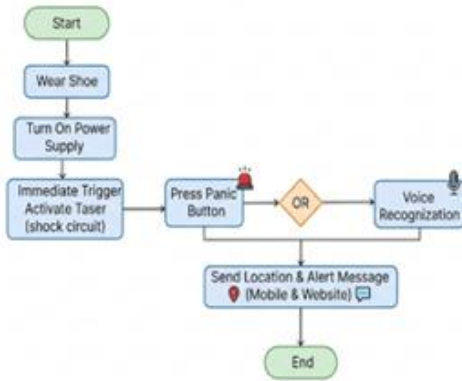 Start
Wear Shoe
Turn On Power
Supply
Immediate Trigger
Activate Taser
(shock circuit)
Press Panic
Button
OR
Voice
Recognization
Send Location & Alert Message
(Mobile & Website)
End